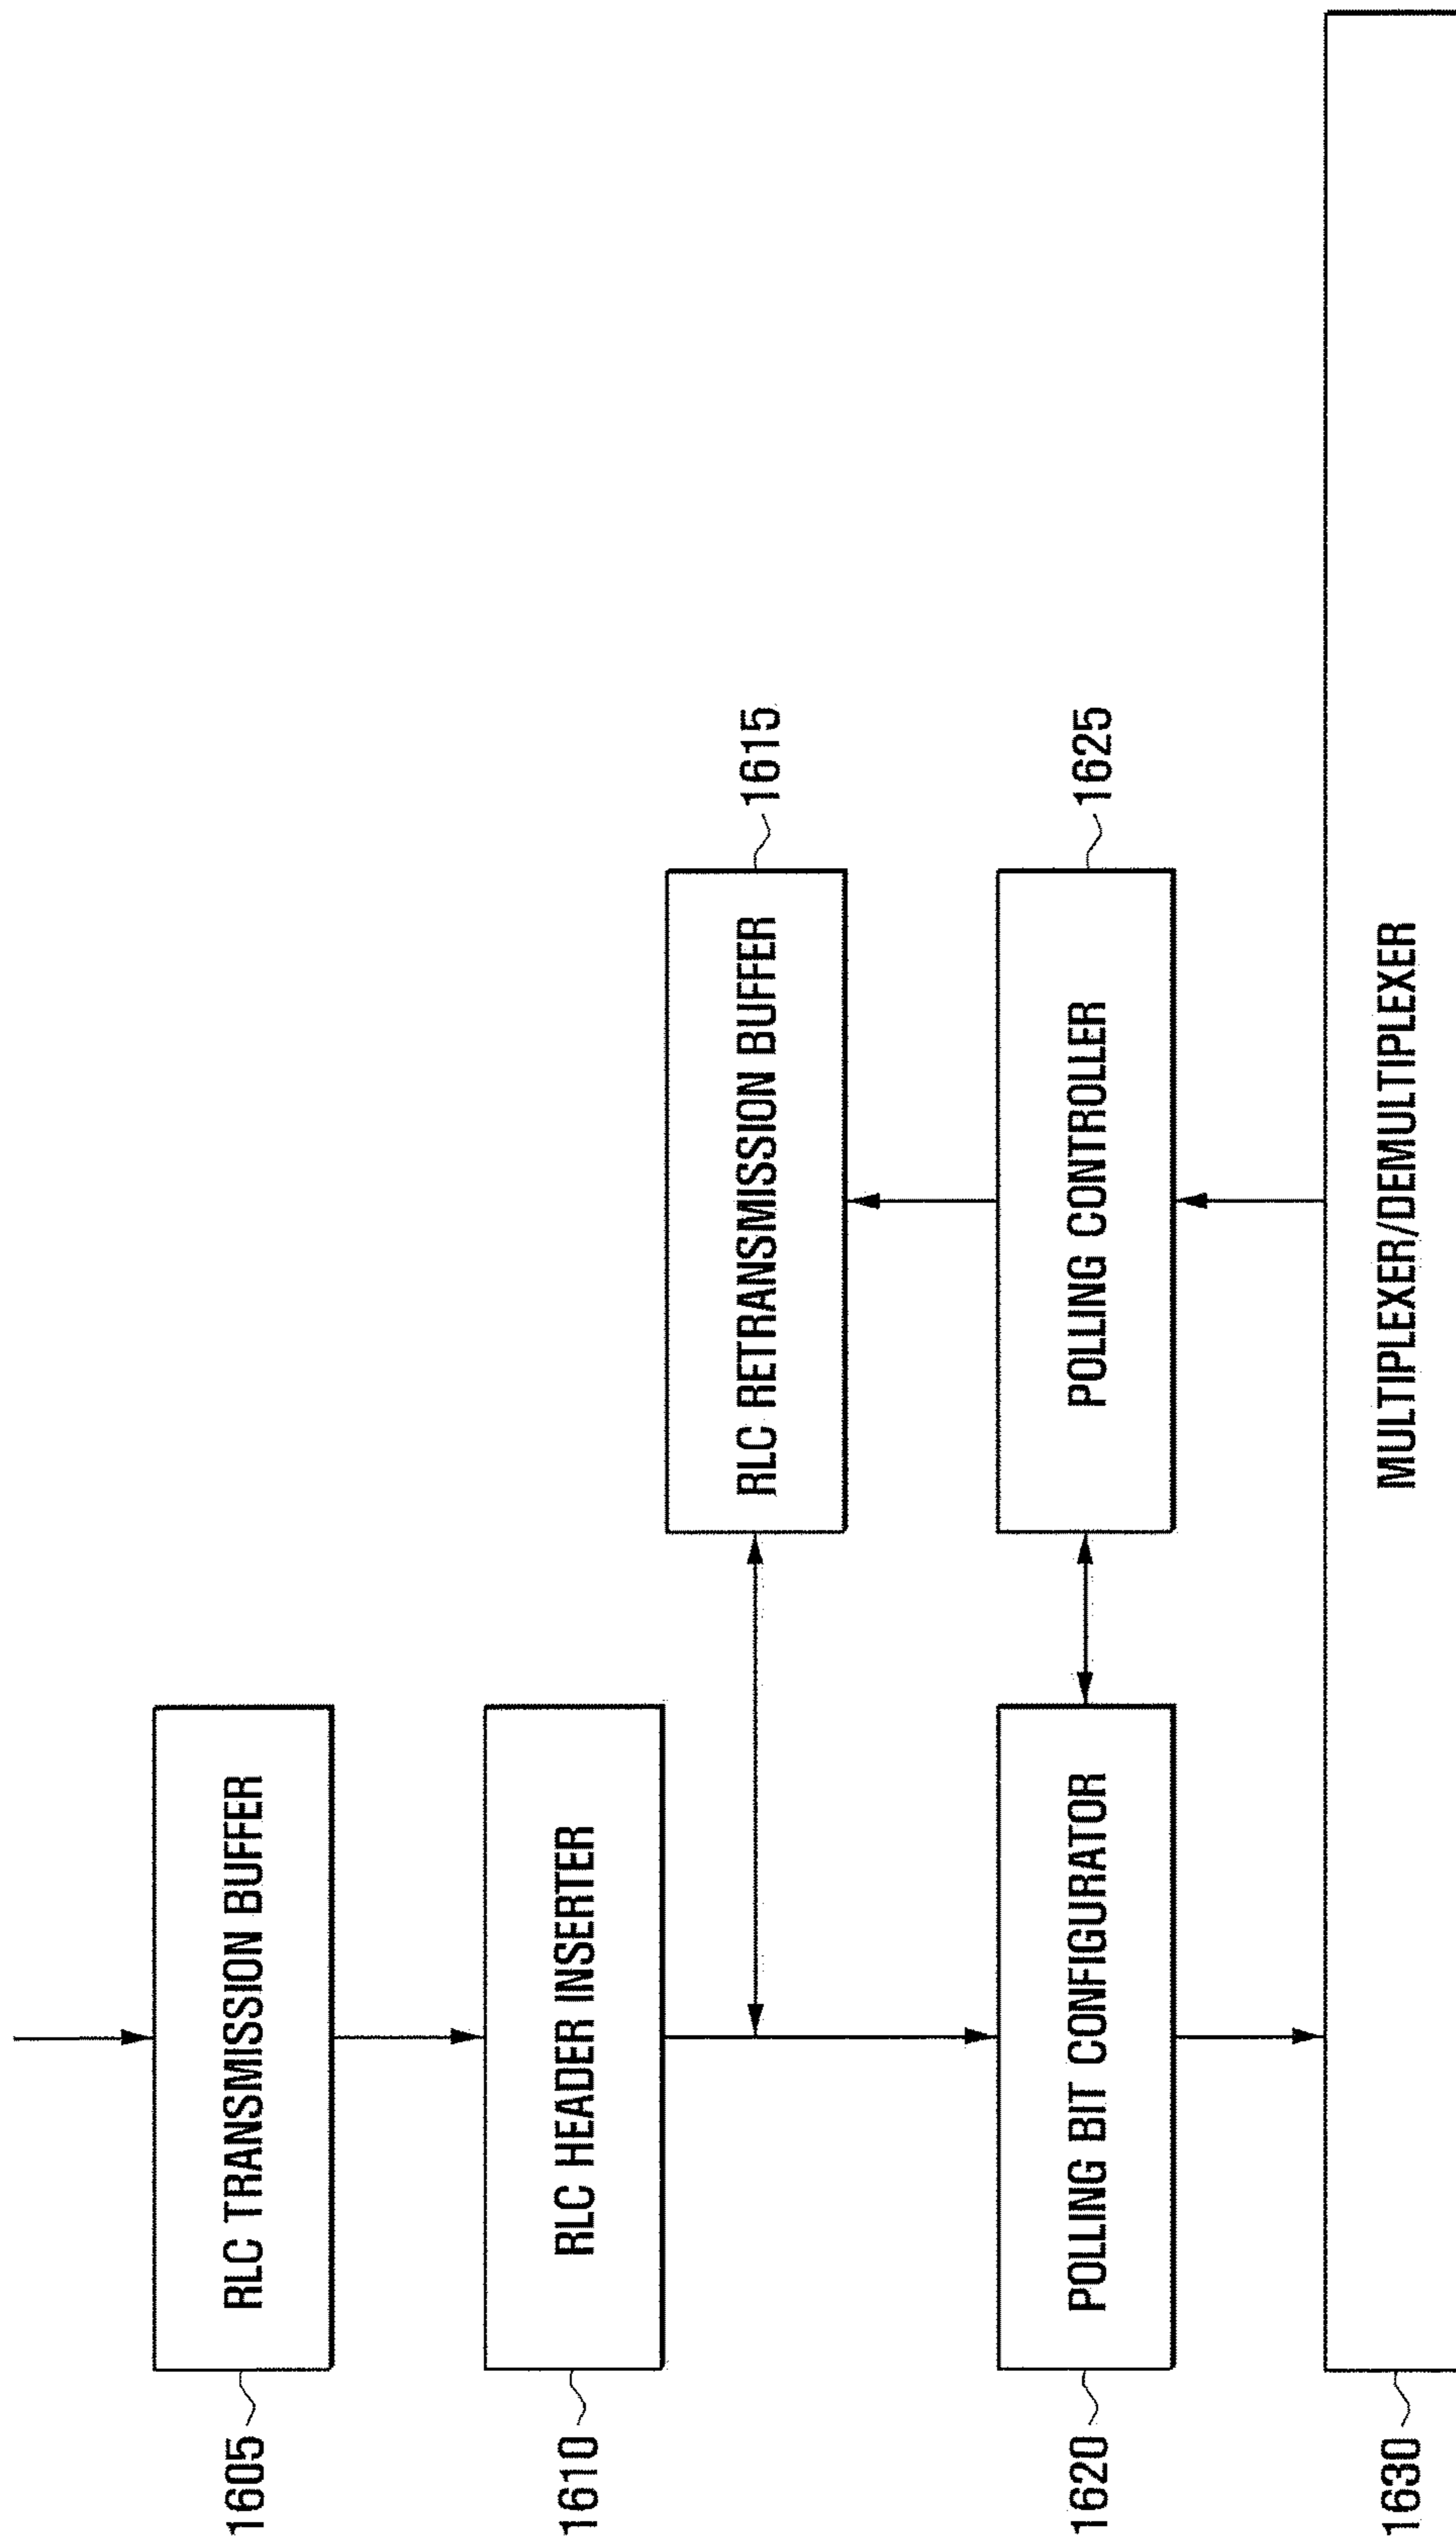 1605
RLC TRANSMISSION BUFFER
1610
RLC HEADER INSERTER
RLC RETRANSMISSION BUFFER
1615
1620
POLLING BIT CONFIGURATOR
POLLING CONTROLLER
1625
1630
MULTIPLEXER/DEMULTIPLEXER